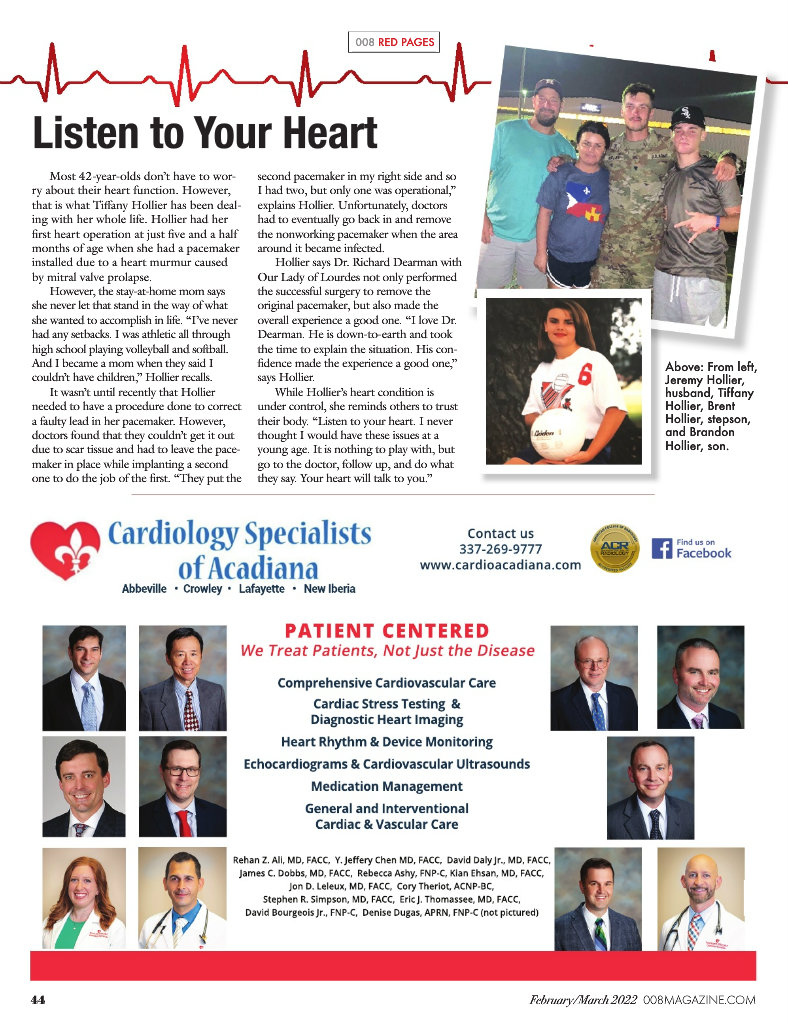 008 RED PAGES
Listen to Your Heart
Most 42-year-olds don't have to wor-
ry about their heart function. However,
that is what Tiffany Hollier has been deal-
ing with her whole life. Hollier had her
first heart operation at just five and a half
months of age when she had a pacemaker
installed due to a heart murmur caused
by mitral valve prolapse.
However, the stay-at-home mom says
she never let that stand in the way of what
she wanted to accomplish in life. “I've never
had any setbacks. I was athletic all through
high school playing volleyball and softball.
And I became a mom when they said I
couldn't have children,” Hollier recalls.
It wasn't until recently that Hollier
needed to have a procedure done to correct
a faulty lead in her pacemaker. However,
doctors found that they couldn't get it out
due to scar tissue and had to leave the pace-
maker in place while implanting a second
one to do the job of the first. “They put the
second pacemaker in my right side and so
I had two, but only one was operational,”
explains Hollier. Unfortunately, doctors
had to eventually go back in and remove
the nonworking pacemaker when the area
around it became infected.
Hollier says Dr. Richard Dearman with
Our Lady of Lourdes not only performed
the successful surgery to remove the
original pacemaker, but also made the
overall experience a good one. “I love Dr.
Dearman. He is down-to-earth and took
the time to explain the situation. His con-
fidence made the experience a good one,”
says Hollier.
While Hollier's heart condition is
under control, she reminds others to trust
their body. “Listen to your heart. I never
thought I would have these issues at a
young age. It is nothing to play with, but
go to the doctor, follow up, and do what
they say. Your heart will talk to you.”
6
Above: From left,
Jeremy Hollier,
husband, Tiffany
Hollier, Brent
Hollier, stepson,
and Brandon
Hollier, son.
Cardiology Specialists
of Acadiana
Abbeville • Crowley • Lafayette • New Iberia
Contact us
337-269-9777
www.cardioacadiana.com
ACR
RADIOLOGY
Find us on
Facebook
PATIENT CENTERED
We Treat Patients, Not Just the Disease
Comprehensive Cardiovascular Care
Cardiac Stress Testing &
Diagnostic Heart Imaging
Heart Rhythm & Device Monitoring
Echocardiograms & Cardiovascular Ultrasounds
Medication Management
General and Interventional
Cardiac & Vascular Care
Rehan Z. Ali, MD, FACC, Y. Jeffery Chen MD, FACC, David Daly Jr., MD, FACC,
James C. Dobbs, MD, FACC, Rebecca Ashy, FNP-C, Kian Ehsan, MD, FACC,
Jon D. Leleux, MD, FACC, Cory Theriot, ACNP-BC,
Stephen R. Simpson, MD, FACC, Eric J. Thomassee, MD, FACC,
David Bourgeois Jr., FNP-C, Denise Dugas, APRN, FNP-C (not pictured)
44
February/March 2022 008MAGAZINE.COM